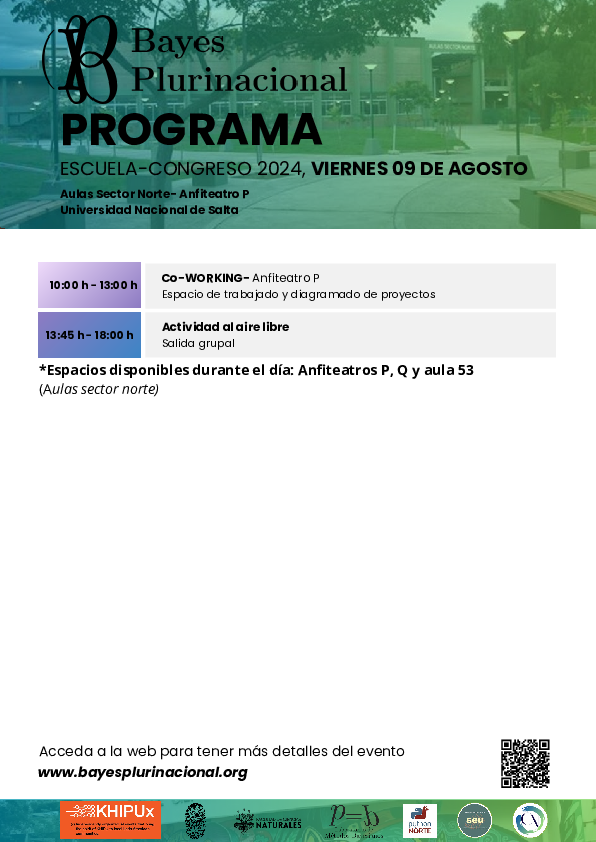 Bayes
Plurinacional
PROGRAMA
ESCUELA-CONGRESO 2024, VIERNES 09 DE AGOSTO
Aulas Sector Norte- Anfiteatro P
Universidad Nacional de Salta
AULAS SECTOR NORTE
10:00 h - 13:00 h
Co-WORKING- Anfiteatro P
Espacio de trabajado y diagramado de proyectos
13:45 h - 18:00 h
Actividad al aire libre
Salida grupal
*Espacios disponibles durante el día: Anfiteatros P, Q y aula 53
(Aulas sector norte)
Acceda a la web para tener más detalles del evento
www.bayesplurinacional.org
KHIPUx
NATURALES
python
NORTE
seu
CA